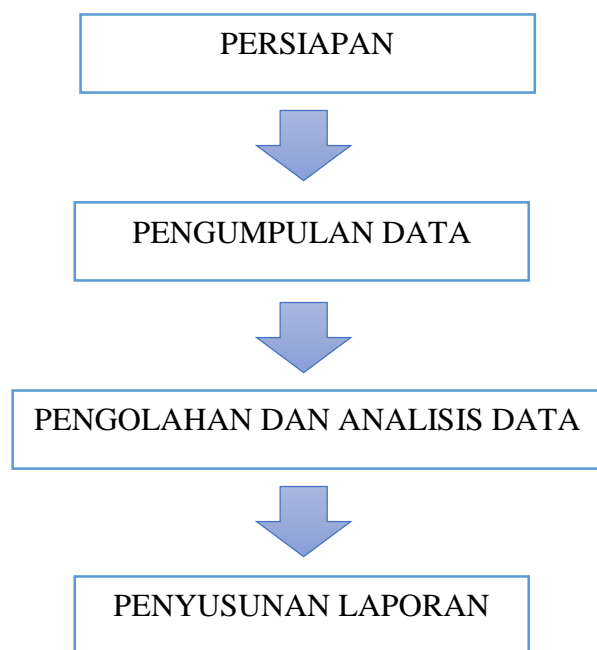 PERSIAPAN
PENGUMPULAN DATA
PENGOLAHAN DAN ANALISIS DATA
PENYUSUNAN LAPORAN